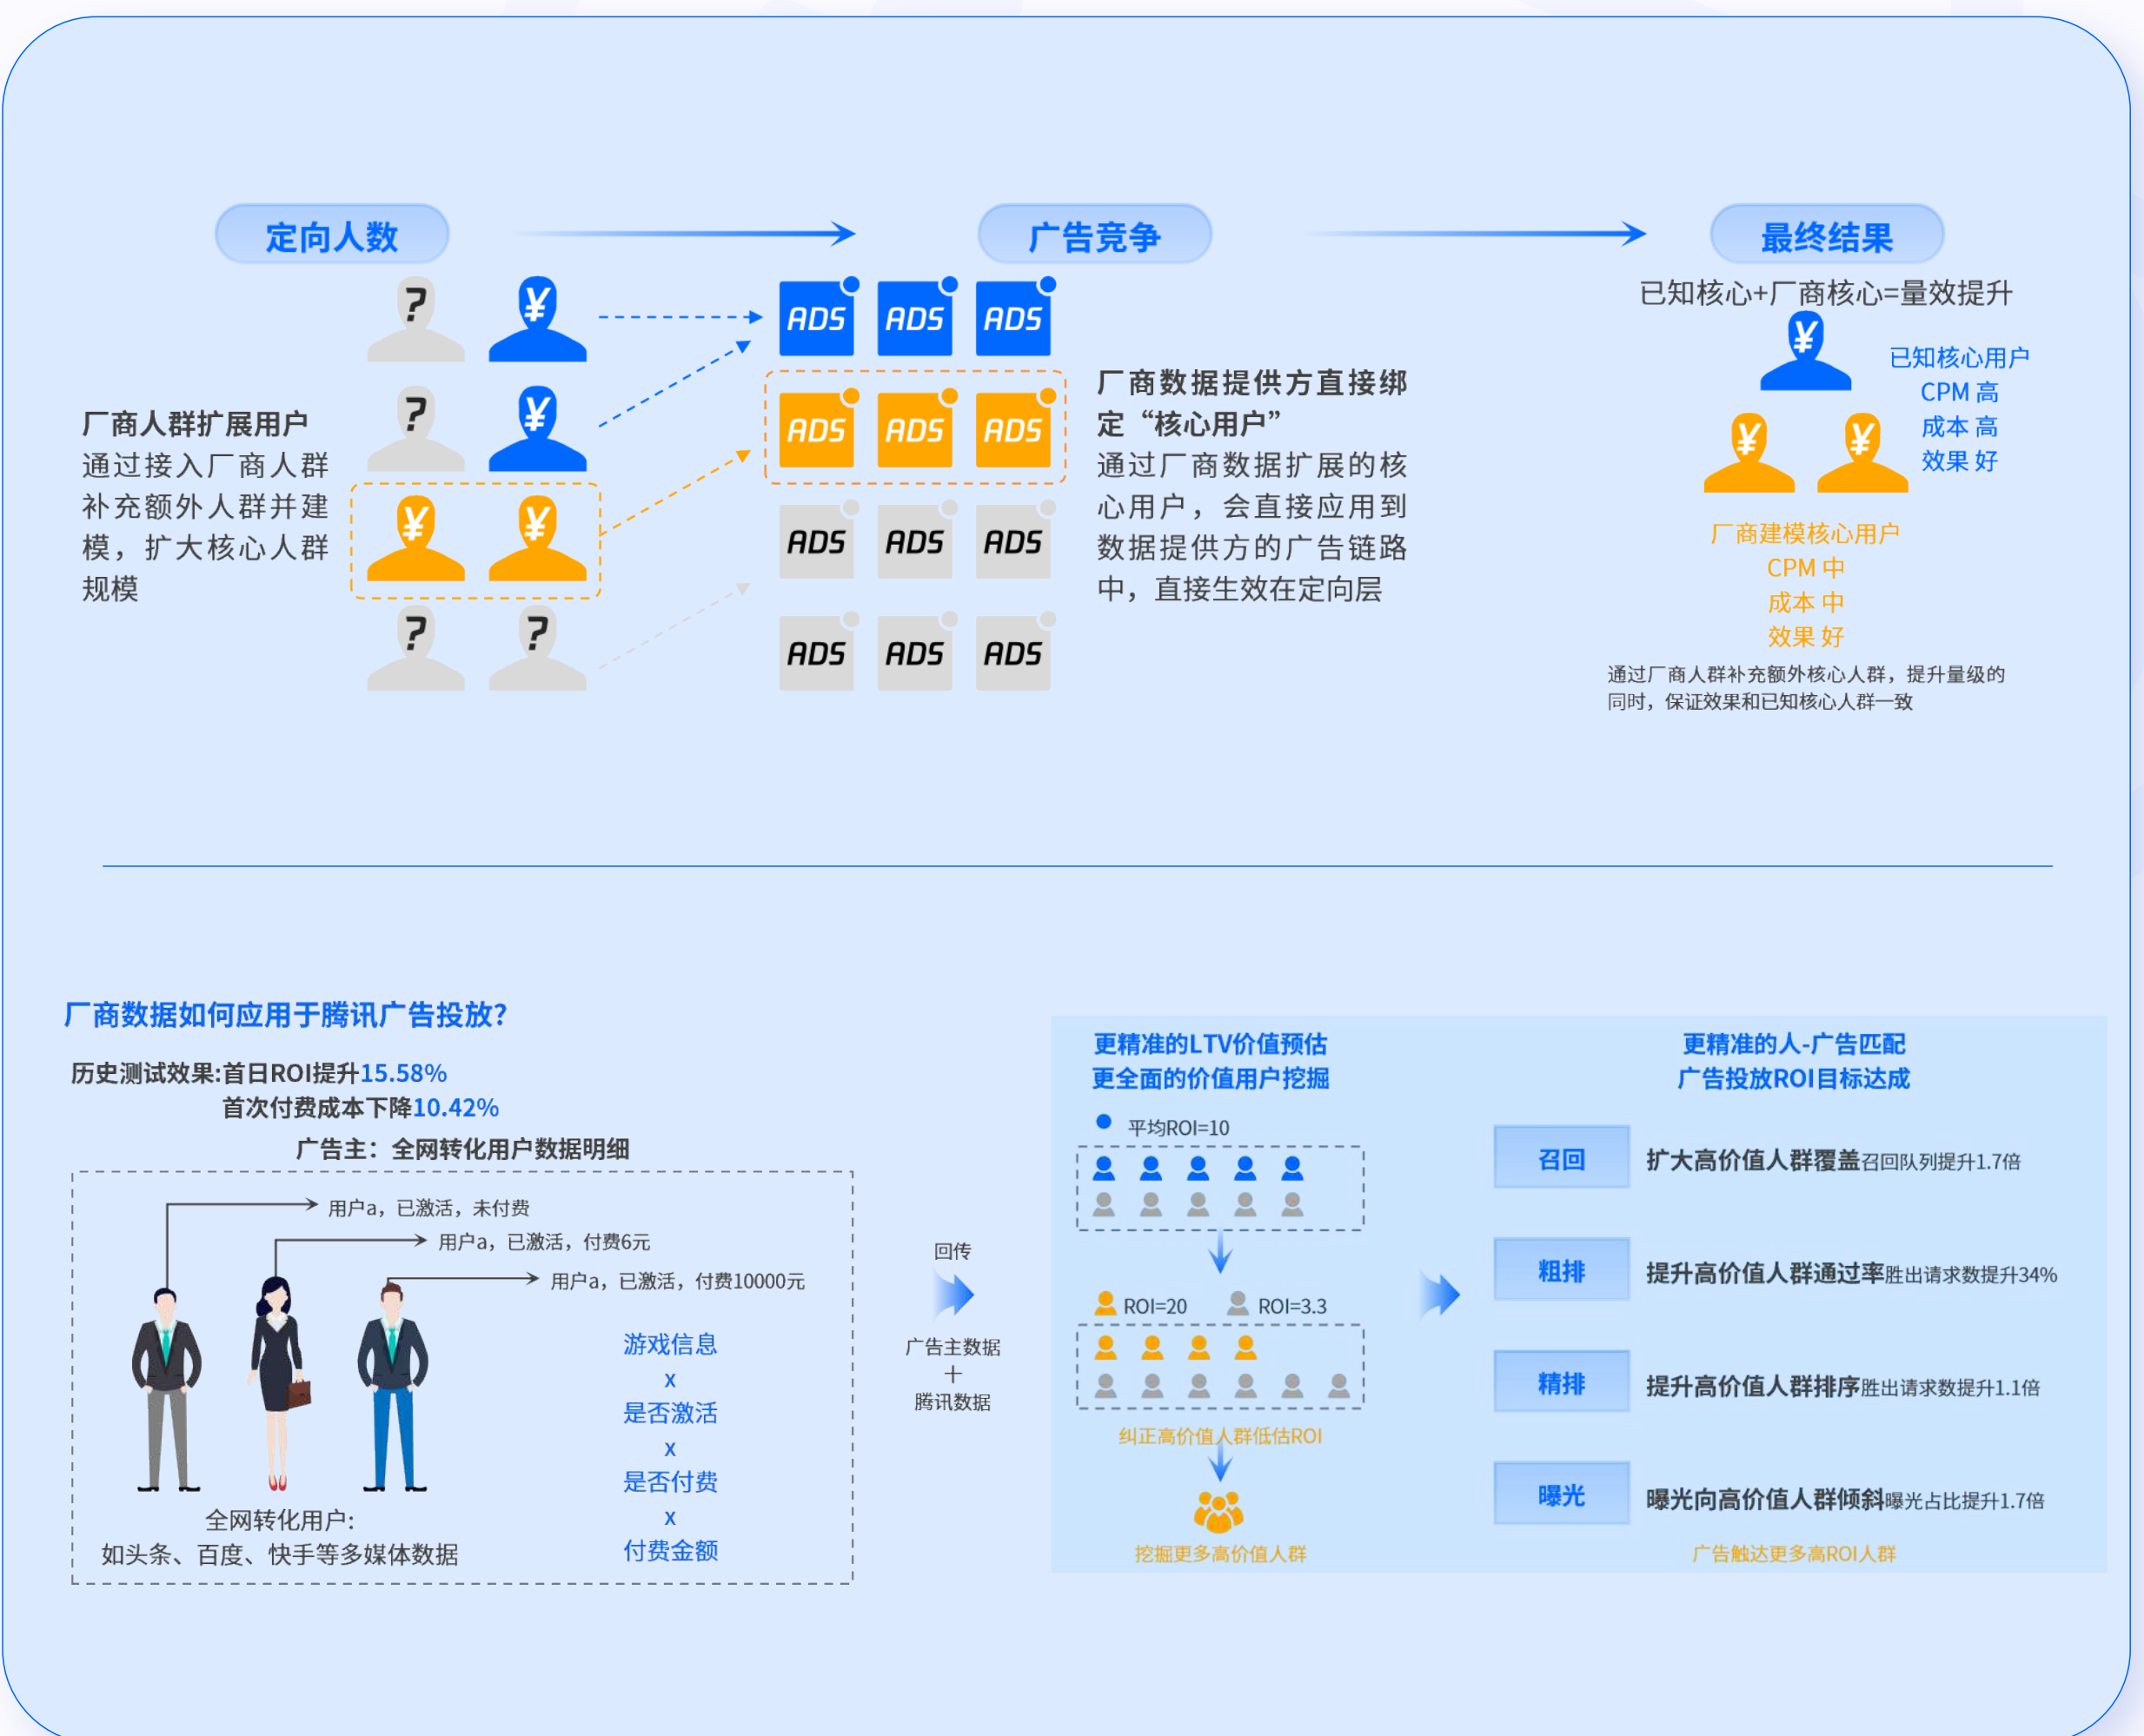 定向人数
广告竞争
最终结果
?
¥
?
¥
¥
¥
?
?
厂商人群扩展用户
通过接入厂商人群
补充额外人群并建
模，扩大核心人群
规模
ADS ADS ADS
ADS ADS ADS
ADS ADS ADS
ADS ADS ADS
厂商数据提供方直接绑
定“核心用户”
通过厂商数据扩展的核
心用户，会直接应用到
数据提供方的广告链路
中，直接生效在定向层
已知核心+厂商核心=量效提升
¥
已知核心用户
CPM 高
成本 高
效果 好
¥
¥
厂商建模核心用户
CPM 中
成本 中
效果 好
通过厂商人群补充额外核心人群，提升量级的
同时，保证效果和已知核心人群一致
厂商数据如何应用于腾讯广告投放?
历史测试效果:首日ROI提升15.58%
首次付费成本下降10.42%
广告主：全网转化用户数据明细
用户a，已激活，未付费
用户a，已激活，付费6元
用户a，已激活，付费10000元
游戏信息
x
是否激活
x
是否付费
x
付费金额
全网转化用户:
如头条、百度、快手等多媒体数据
回传
广告主数据
+
腾讯数据
更精准的LTV价值预估
更全面的价值用户挖掘
平均ROI=10
ROI=20
ROI=3.3
纠正高价值人群低估ROI
挖掘更多高价值人群
更精准的人-广告匹配
广告投放ROI目标达成
召回
扩大高价值人群覆盖召回队列提升1.7倍
粗排
提升高价值人群通过率胜出请求数提升34%
精排
提升高价值人群排序胜出请求数提升1.1倍
曝光
曝光向高价值人群倾斜曝光占比提升1.7倍
广告触达更多高ROI人群